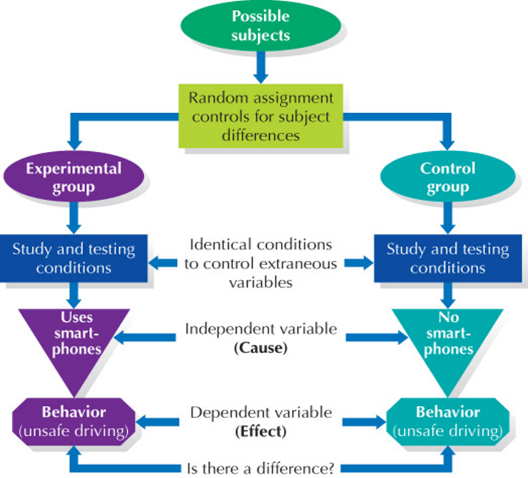 Possible
subjects
Random assignment
controls for subject
differences
Experimental
group
Control
group
Study and testing
conditions
Identical conditions
to control extraneous
variables
Study and testing
conditions
Uses
smart-
phones
Independent variable
(Cause)
No
smart-
phones
Behavior
(unsafe driving)
Dependent variable
(Effect)
Behavior
(unsafe driving)
Is there a difference?